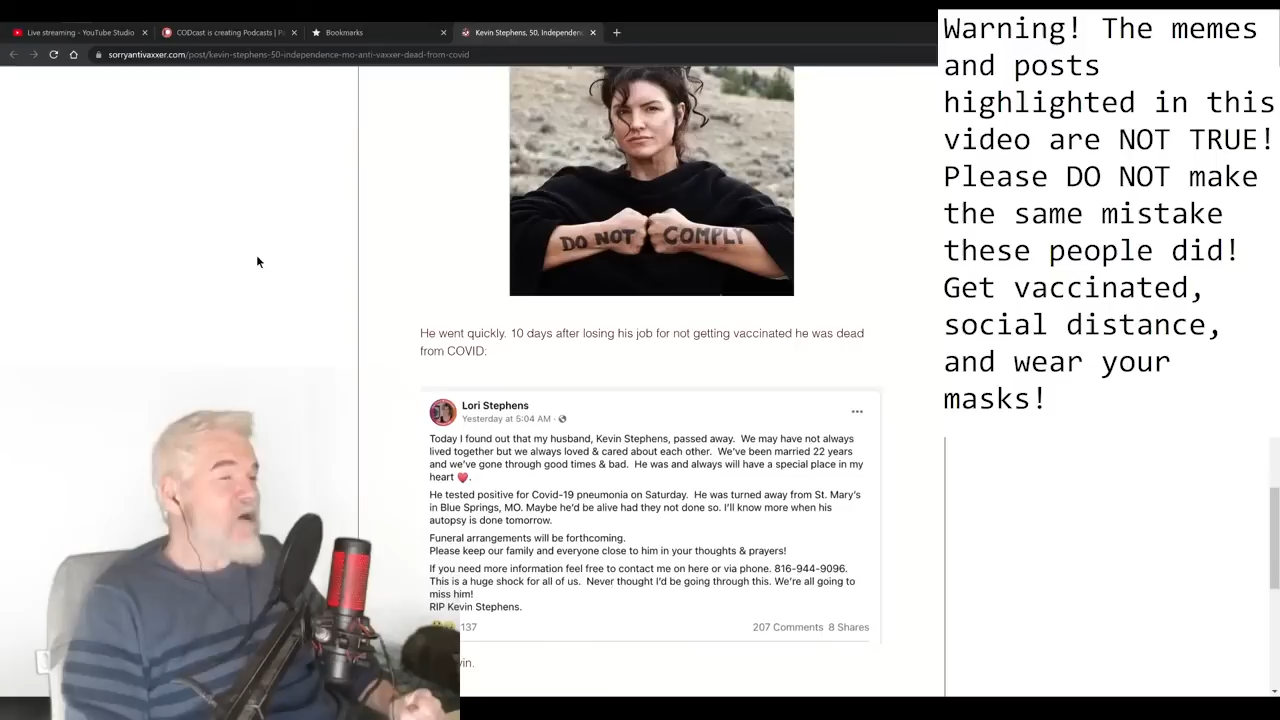 Live streaming - YouTube Studio
CODcast is creating Podcasts | P
Bookmarks
Kevin Stephens, 50, Independenc
sorryantivaxxer.com/post/kevin-stephens-50-independence-mo-anti-vaxxer-dead-from-covid
DO NOT COMPLY
He went quickly. 10 days after losing his job for not getting vaccinated he was dead
from COVID:
Lori Stephens
Yesterday at 5:04 AM ·
Today I found out that my husband, Kevin Stephens, passed away. We may have not always
lived together but we always loved & cared about each other. We've been married 22 years
and we've gone through good times & bad. He was and always will have a special place in my
heart
He tested positive for Covid-19 pneumonia on Saturday. He was turned away from St. Mary's
in Blue Springs, MO. Maybe he'd be alive had they not done so. I'll know more when his
autopsy is done tomorrow.
Funeral arrangements will be forthcoming.
Please keep our family and everyone close to him in your thoughts & prayers!
If you need more information feel free to contact me on here or via phone. 816-944-9096.
This is a huge shock for all of us. Never thought I'd be going through this. We're all going to
miss him!
RIP Kevin Stephens.
137
207 Comments 8 Shares
Warning! The memes
and posts
highlighted in this
video are NOT TRUE!
Please DO NOT make
the same mistake
these people did!
Get vaccinated,
social distance,
and wear your
masks!